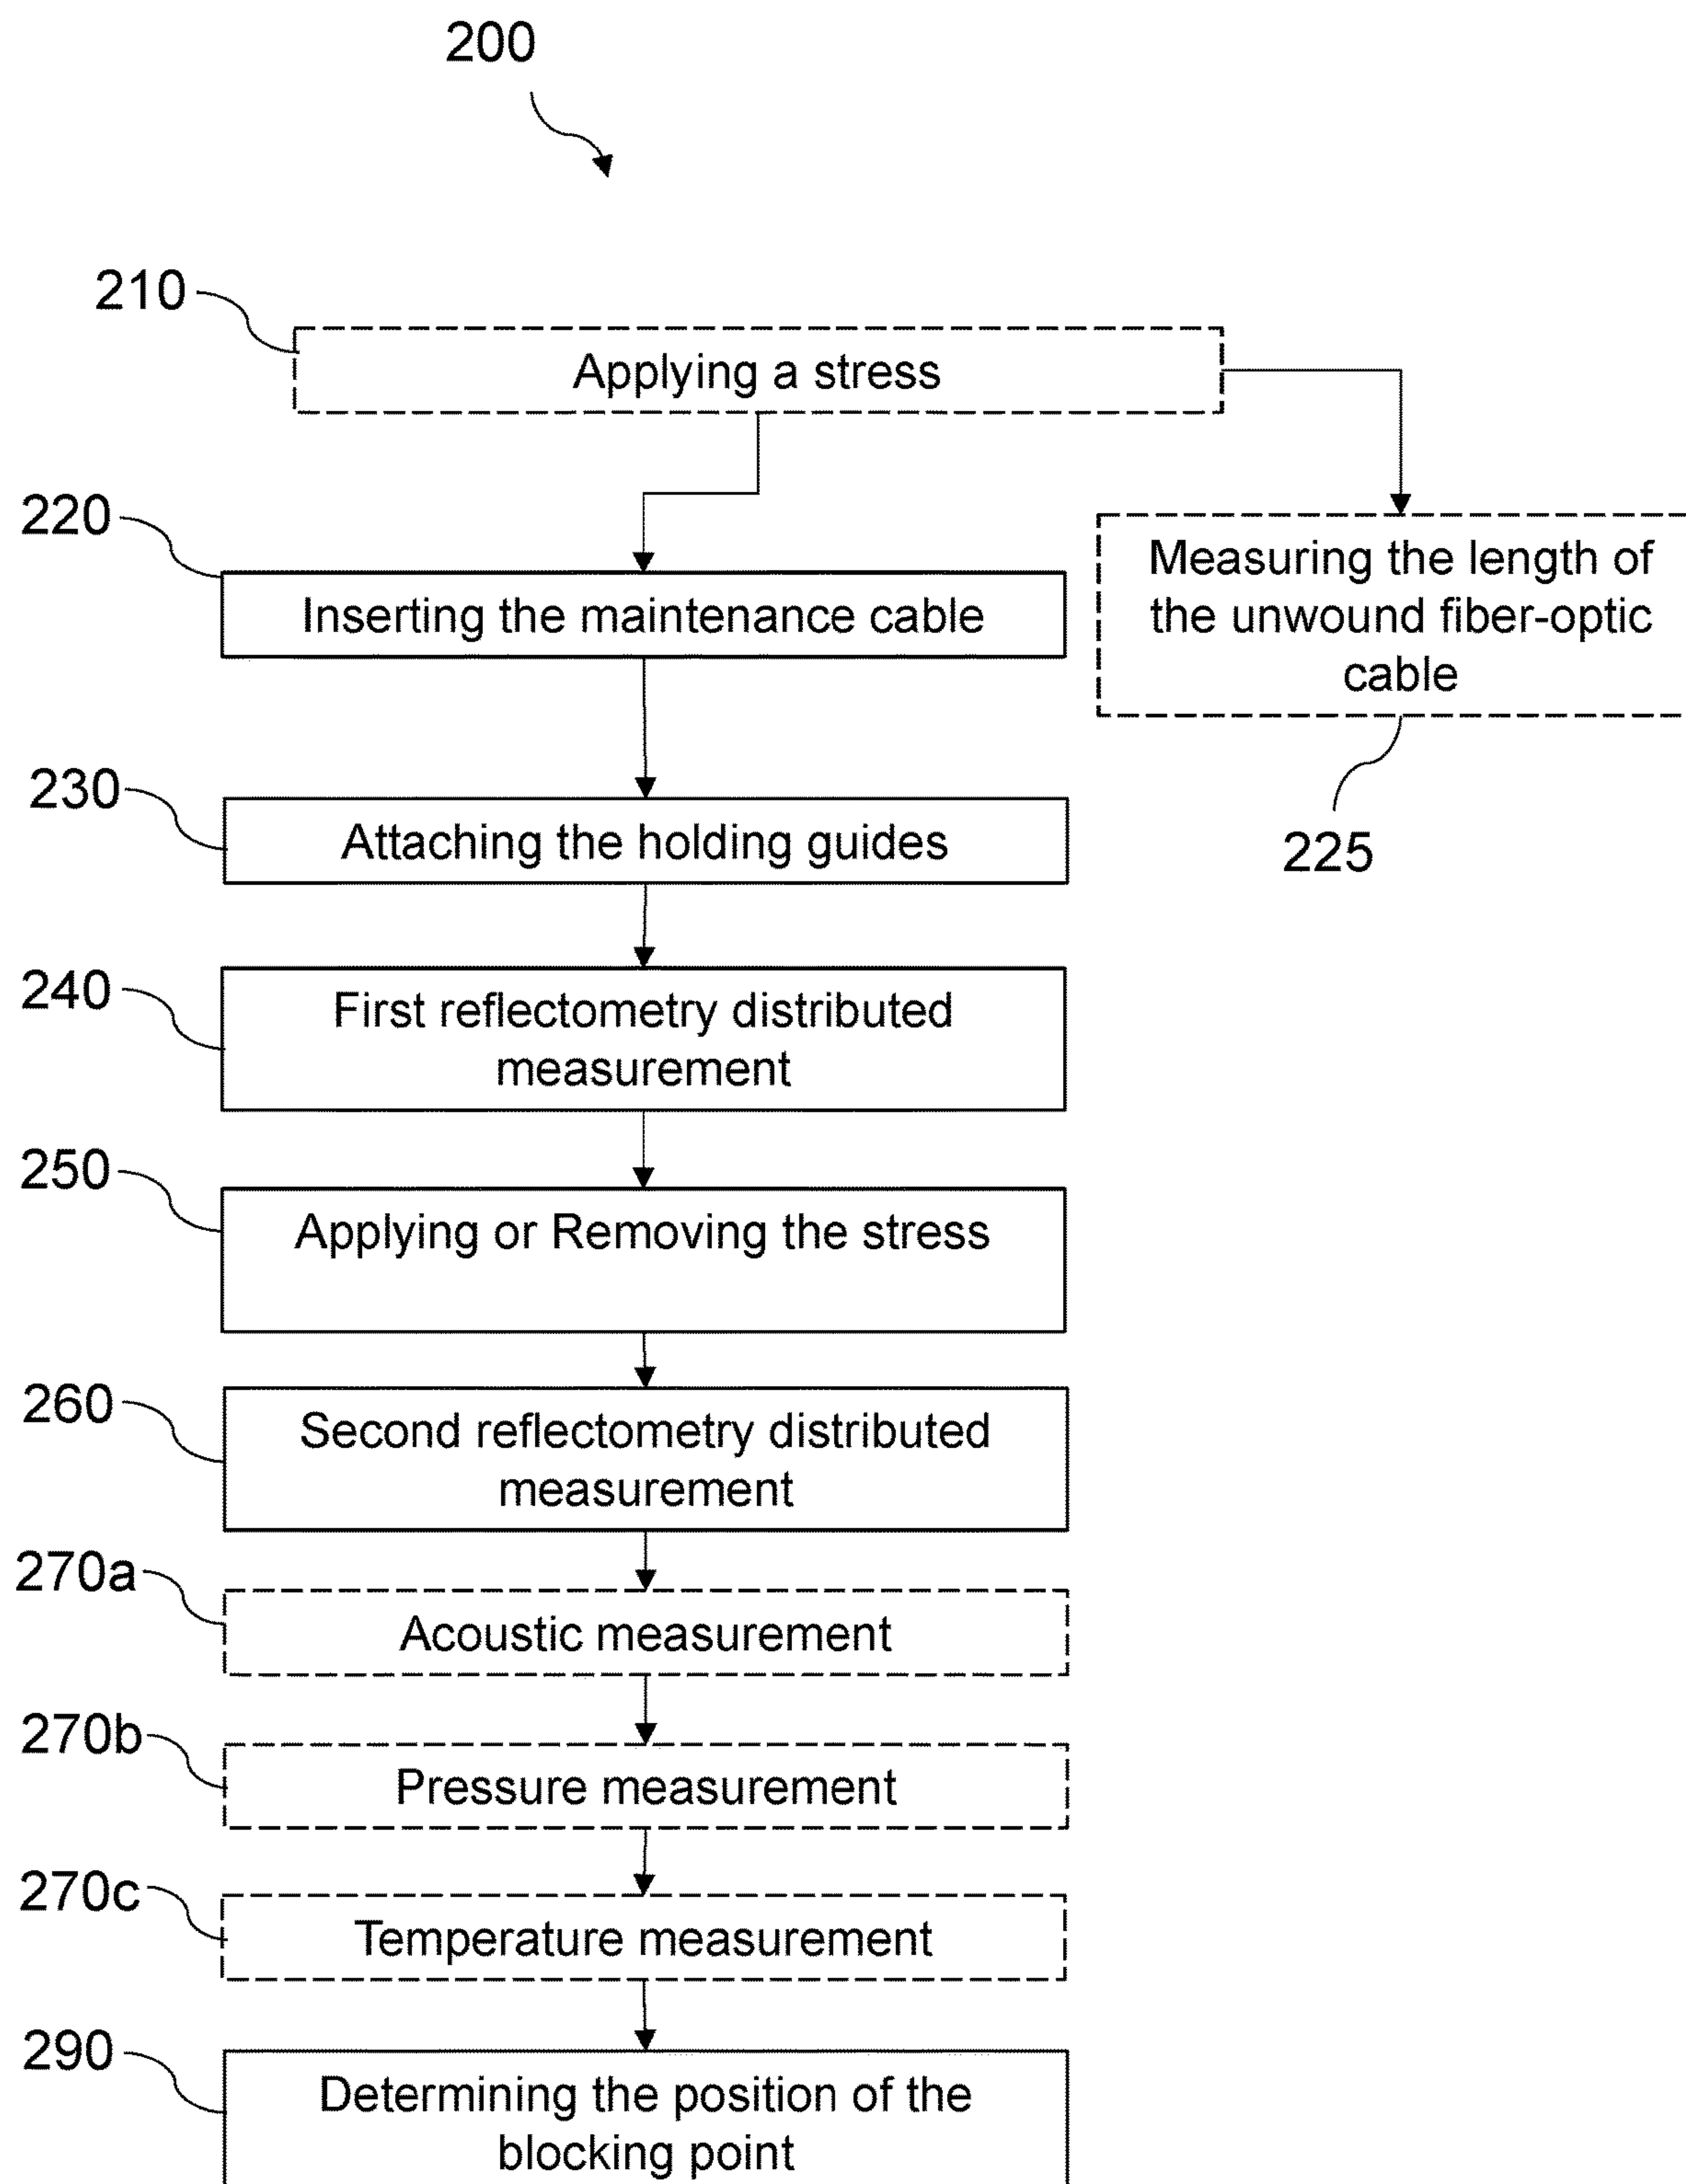 200
210
Applying a stress
220
Inserting the maintenance cable
Measuring the length of
the unwound fiber-optic
cable
225
230
Attaching the holding guides
240
First reflectometry distributed
measurement
250
Applying or Removing the stress
260
Second reflectometry distributed
measurement
270a
Acoustic measurement
270b
Pressure measurement
270c
Temperature measurement
290
Determining the position of the
blocking point